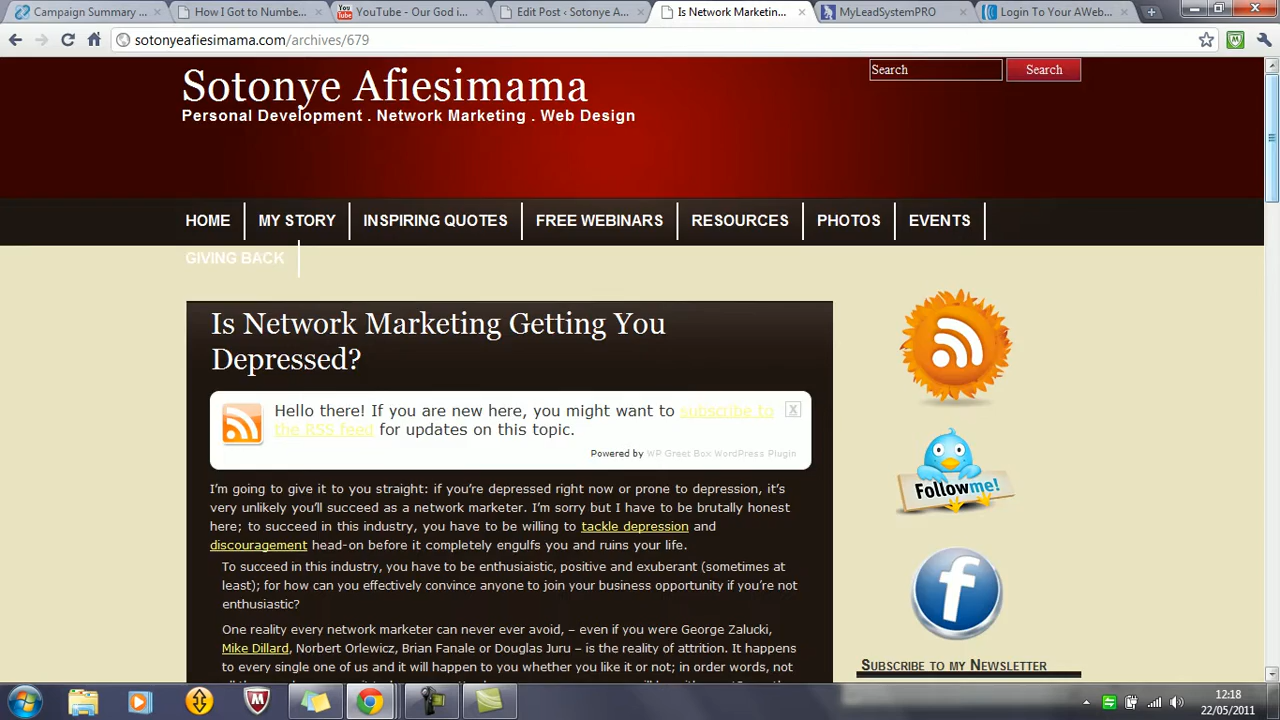 Campaign Summary
How I Got to Numbe
YouTube - Our God i
Edit Post ‹ Sotonye A
Is Network Marketin
MyLeadSystemPRO
Login To Your AWeb
sotonyeafiesimama.com/archives/679
Sotonye Afiesimama
Personal Development . Network Marketing . Web Design
Search Search
HOME MY STORY INSPIRING QUOTES FREE WEBINARS RESOURCES PHOTOS EVENTS
GIVING BACK
Is Network Marketing Getting You
Depressed?
Hello there! If you are new here, you might want to subscribe to
the RSS feed for updates on this topic.
X
Powered by WP Greet Box WordPress Plugin
I'm going to give it to you straight: if you're depressed right now or prone to depression, it's
very unlikely you'll succeed as a network marketer. I'm sorry but I have to be brutally honest
here; to succeed in this industry, you have to be willing to tackle depression and
discouragement head-on before it completely engulfs you and ruins your life.
To succeed in this industry, you have to be enthusiaistic, positive and exuberant (sometimes at
least); for how can you effectively convince anyone to join your business opportunity if you're not
enthusiastic?
One reality every network marketer can never ever avoid, – even if you were George Zalucki,
Mike Dillard, Norbert Orlewicz, Brian Fanale or Douglas Juru – is the reality of attrition. It happens
to every single one of us and it will happen to you whether you like it or not; in order words, not
Followme!
f
Subscribe to my Newsletter
12:18
22/05/2011